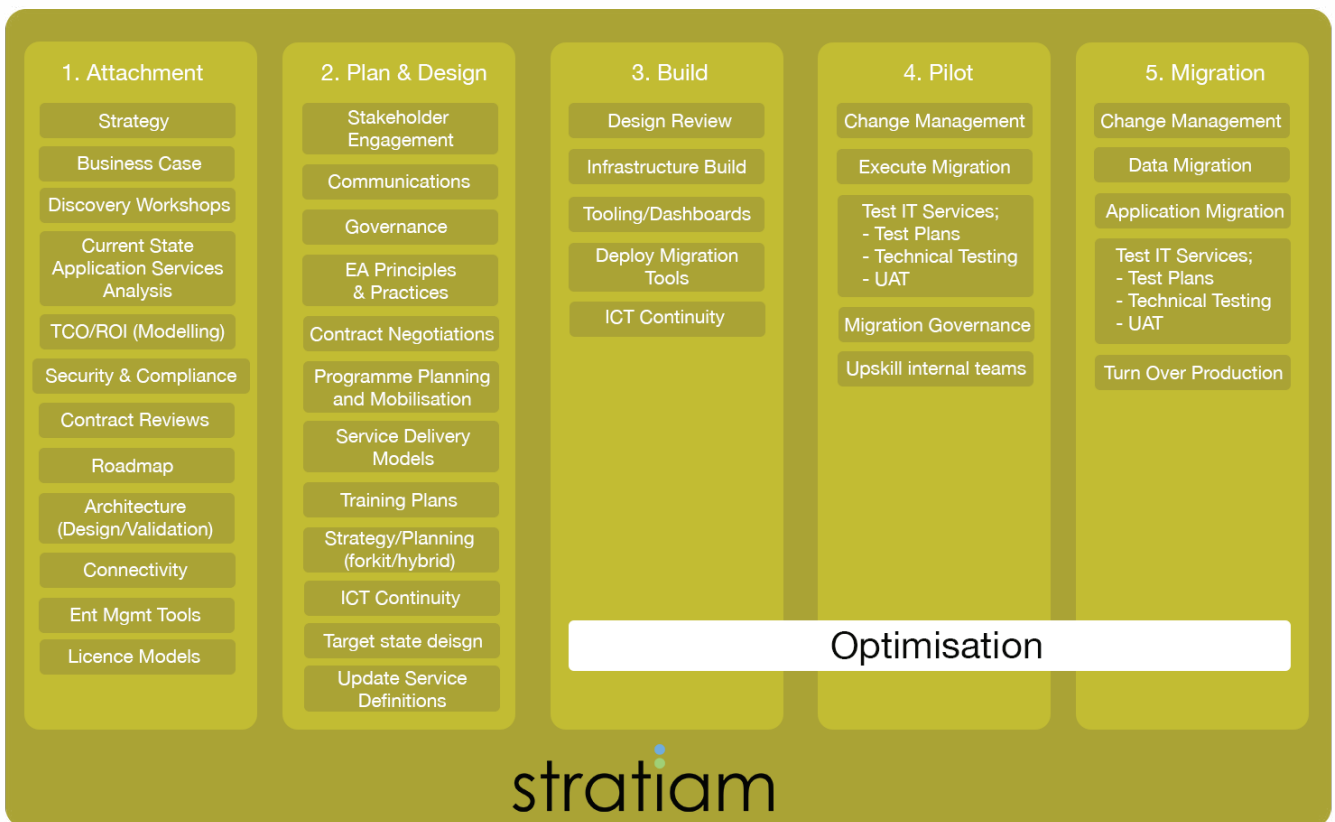 1. Attachment
Strategy
Business Case
Discovery Workshops
Current State
Application Services
Analysis
TCO/ROI (Modelling)
Security & Compliance
Contract Reviews
Roadmap
Architecture
(Design/Validation)
Connectivity
Ent Mgmt Tools
Licence Models
2. Plan & Design
Stakeholder
Engagement
Communications
Governance
EA Principles
& Practices
Contract Negotiations
Programme Planning
and Mobilisation
Service Delivery
Models
Training Plans
Strategy/Planning
(forkit/hybrid)
ICT Continuity
Target state deisgn
Update Service
Definitions
3. Build
Design Review
Infrastructure Build
Tooling/Dashboards
Deploy Migration
Tools
ICT Continuity
4. Pilot
Change Management
Execute Migration
Test IT Services;
- Test Plans
- Technical Testing
- UAT
Migration Governance
Upskill internal teams
5. Migration
Change Management
Data Migration
Application Migration
Test IT Services;
- Test Plans
- Technical Testing
- UAT
Turn Over Production
Optimisation
stratiam